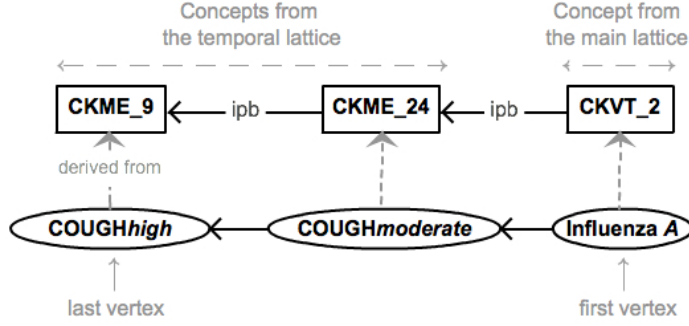 Concepts from
the temporal lattice
Concept from
the main lattice
CKME_9
ipb
CKME_24
ipb
CKVT_2
derived from
COUGHhigh
COUGHmoderate
Influenza A
last vertex
first vertex